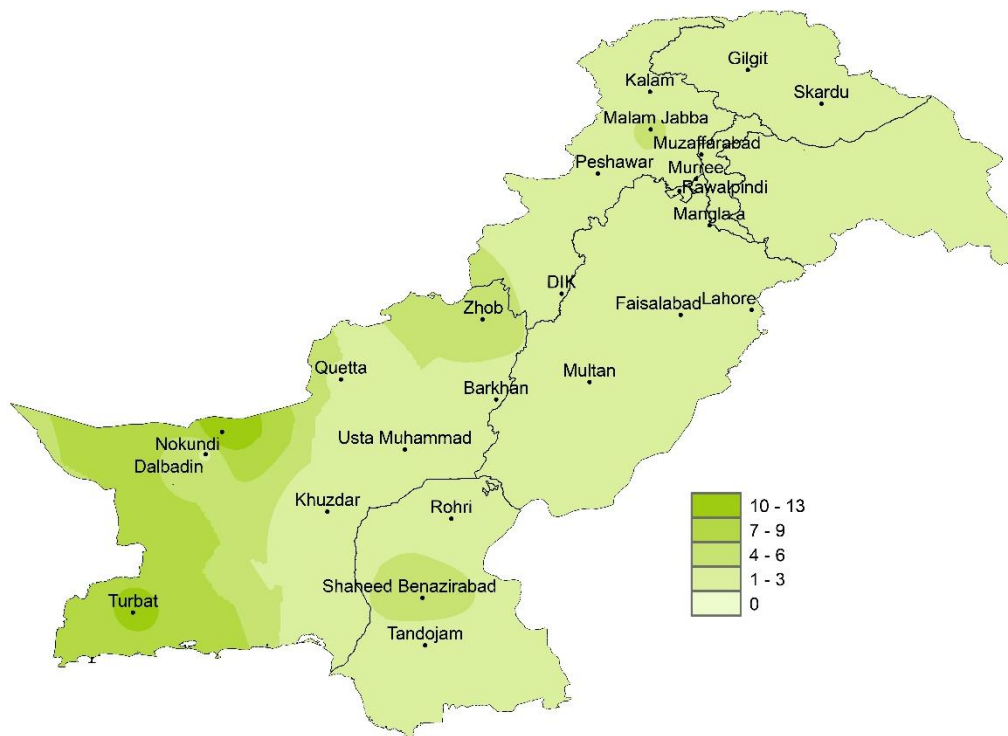 Gilgit
Kalam
Skardu
Malam Jabba
Muzaffarabad
Peshawar
Murree
Rawalpindi
Mangla a
DIK
Zhob
Faisalabad
Lahore
Quetta
Multan
Barkhan
Nokundi
Usta Muhammad
Dalbadin
Khuzdar
Rohri
10 - 13
7 - 9
4 - 6
1 - 3
0
Shaheed Benazirabad
Turbat
Tandojam